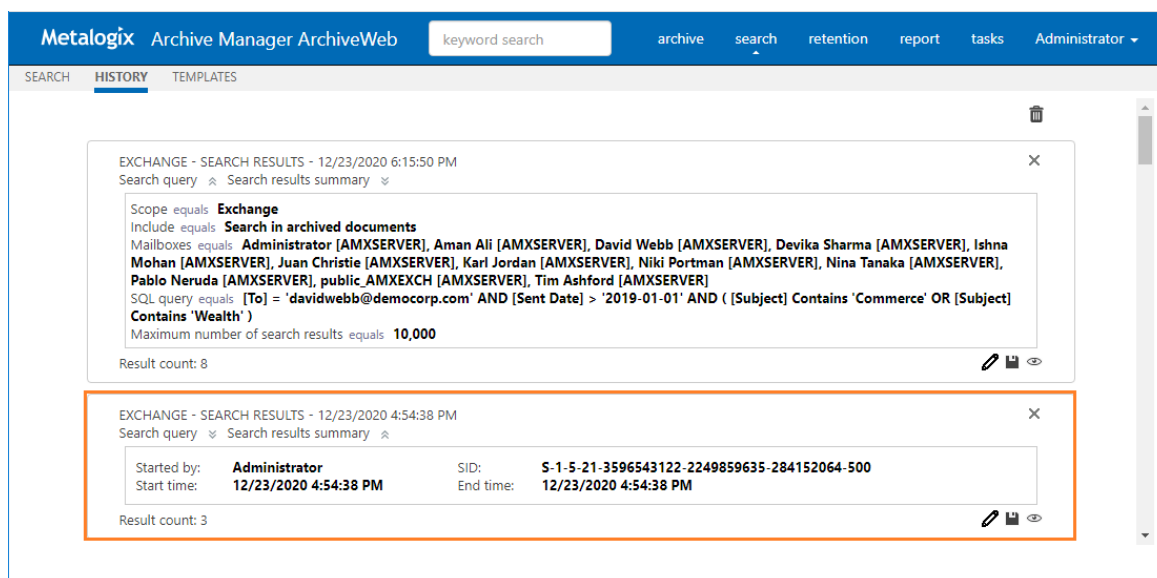 Metalogix Archive Manager ArchiveWeb keyword search archive search retention report tasks Administrator
SEARCH HISTORY TEMPLATES
EXCHANGE - SEARCH RESULTS - 12/23/2020 6:15:50 PM
Search query Search results summary
Scope equals Exchange
Include equals Search in archived documents
Mailboxes equals Administrator [AMXSERVER], Aman Ali [AMXSERVER], David Webb [AMXSERVER], Devika Sharma [AMXSERVER], Ishna
Mohan [AMXSERVER], Juan Christie [AMXSERVER], Karl Jordan [AMXSERVER], Niki Portman [AMXSERVER], Nina Tanaka [AMXSERVER],
Pablo Neruda [AMXSERVER], public_AMXEXCH [AMXSERVER], Tim Ashford [AMXSERVER]
SQL query equals [To] = 'davidwebb@democorp.com' AND [Sent Date] > '2019-01-01' AND ( [Subject] Contains 'Commerce' OR [Subject]
Contains 'Wealth' )
Maximum number of search results equals 10,000
Result count: 8
EXCHANGE - SEARCH RESULTS - 12/23/2020 4:54:38 PM
Search query Search results summary
Started by: Administrator SID: S-1-5-21-3596543122-2249859635-284152064-500
Start time: 12/23/2020 4:54:38 PM End time: 12/23/2020 4:54:38 PM
Result count: 3